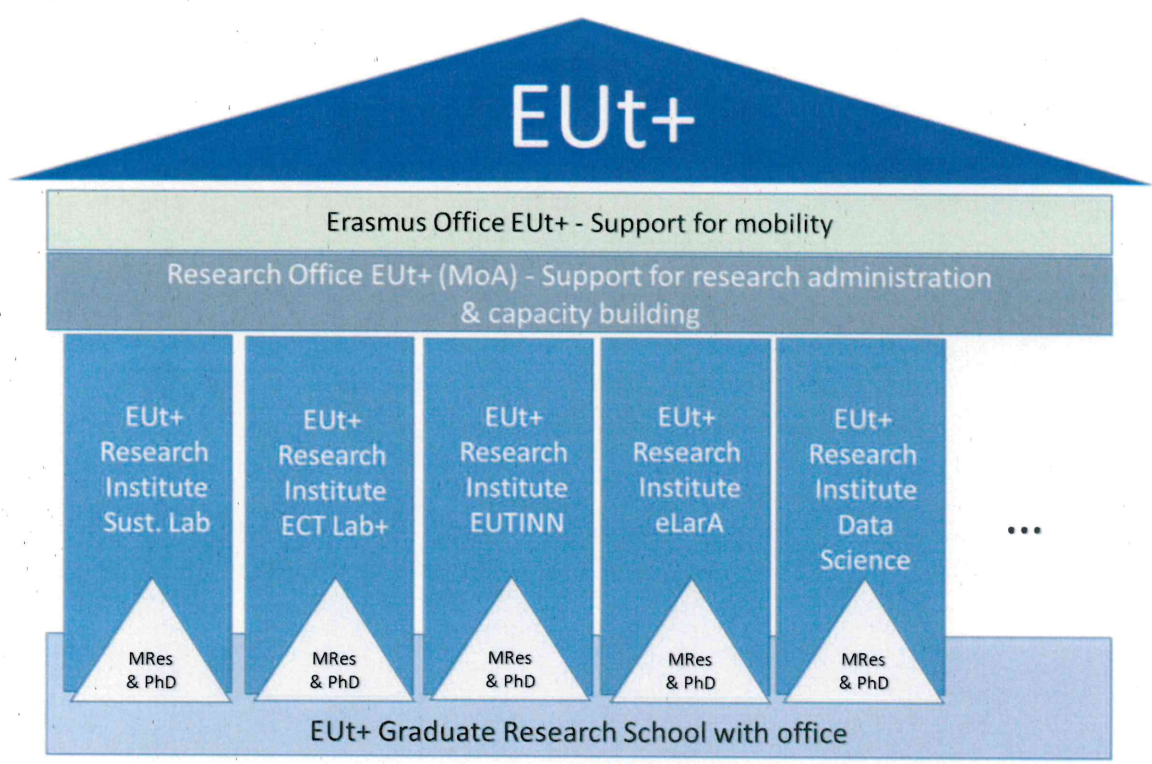 EUt+
Erasmus Office EUt+ - Support for mobility
Research Office EUt+ (MoA) - Support for research administration
& capacity building
EUt+
Research
Institute
Sust. Lab
EUt+
Research
Institute
ECT Lab+
EUt+
Research
Institute
EUTINN
EUt+
Research
Institute
eLarA
EUt+
Research
Institute
Data
Science
...
MRes
& PhD
MRes
& PhD
MRes
& PhD
MRes
& PhD
MRes
& PhD
EUt+ Graduate Research School with office